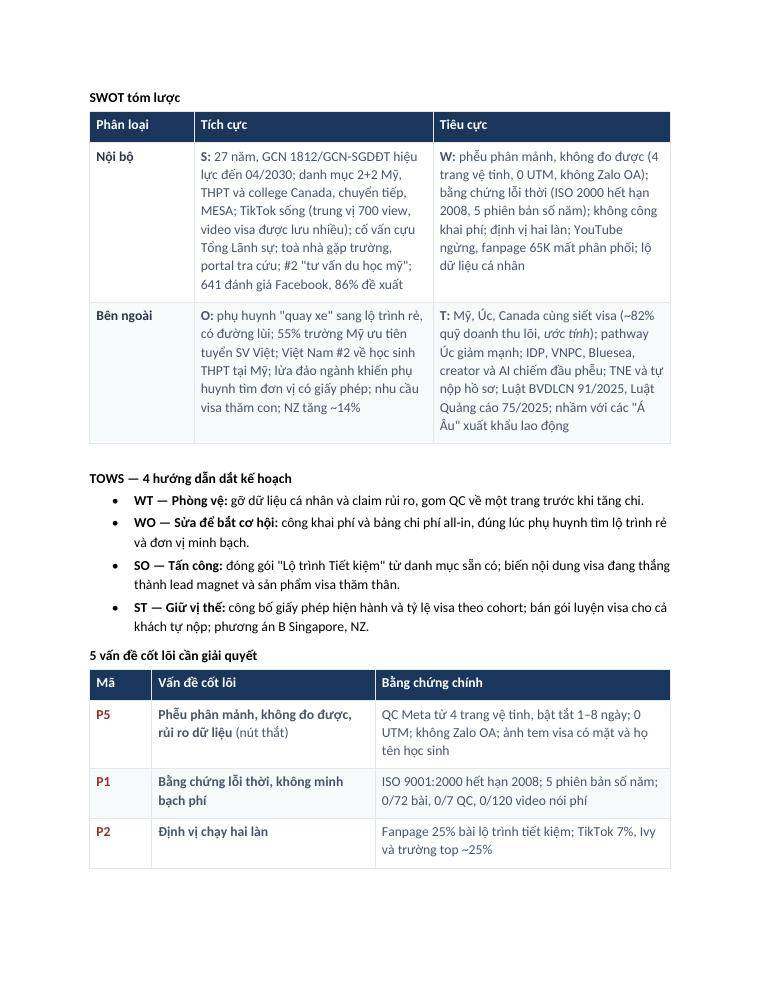 SWOT tóm lược
Phân loại
Tích cực
Tiêu cực
Nội bộ
S: 27 năm, GCN 1812/GCN-SGDĐT hiệu
lực đến 04/2030; danh mục 2+2 Mỹ,
THPT và college Canada, chuyển tiếp,
MESA; TikTok sống (trung vị 700 view,
video visa được lưu nhiều); cố vấn cựu
Tổng Lãnh sự; toà nhà gặp trường,
portal tra cứu; #2 "tư vấn du học mỹ";
641 đánh giá Facebook, 86% đề xuất
W: phễu phân mảnh, không đo được (4
trang vệ tinh, 0 UTM, không Zalo OA);
bằng chứng lỗi thời (ISO 2000 hết hạn
2008, 5 phiên bản số năm); không công
khai phí; định vị hai làn; YouTube
ngừng, fanpage 65K mất phân phối; lộ
dữ liệu cá nhân
Bên ngoài
O: phụ huynh "quay xe" sang lộ trình rẻ,
có đường lùi; 55% trường Mỹ ưu tiên
tuyển SV Việt; Việt Nam #2 về học sinh
THPT tại Mỹ; lừa đảo ngành khiến phụ
huynh tìm đơn vị có giấy phép; nhu cầu
visa thăm con; NZ tăng ~14%
T: Mỹ, Úc, Canada cùng siết visa (~82%
quỹ doanh thu lõi, ước tính); pathway
Úc giảm mạnh; IDP, VNPC, Bluesea,
creator và AI chiếm đầu phễu; TNE và tự
nộp hồ sơ; Luật BVDLCN 91/2025, Luật
Quảng cáo 75/2025; nhầm với các "Á
Âu" xuất khẩu lao động
TOWS — 4 hướng dẫn dắt kế hoạch
• WT — Phòng vệ: gỡ dữ liệu cá nhân và claim rủi ro, gom QC về một trang trước khi tăng chi.
• WO — Sửa để bắt cơ hội: công khai phí và bảng chi phí all-in, đúng lúc phụ huynh tìm lộ trình rẻ
và đơn vị minh bạch.
• SO — Tấn công: đóng gói "Lộ trình Tiết kiệm" từ danh mục sẵn có; biến nội dung visa đang thắng
thành lead magnet và sản phẩm visa thăm thân.
• ST — Giữ vị thế: công bố giấy phép hiện hành và tỷ lệ visa theo cohort; bán gói luyện visa cho cả
khách tự nộp; phương án B Singapore, NZ.
5 vấn đề cốt lõi cần giải quyết
Mã
Vấn đề cốt lõi
Bằng chứng chính
P5
Phễu phân mảnh, không đo được,
rủi ro dữ liệu (nút thắt)
QC Meta từ 4 trang vệ tinh, bật tắt 1–8 ngày; 0
UTM; không Zalo OA; ảnh tem visa có mặt và họ
tên học sinh
P1
Bằng chứng lỗi thời, không minh
bạch phí
ISO 9001:2000 hết hạn 2008; 5 phiên bản số năm;
0/72 bài, 0/7 QC, 0/120 video nói phí
P2
Định vị chạy hai làn
Fanpage 25% bài lộ trình tiết kiệm; TikTok 7%, Ivy
và trường top ~25%